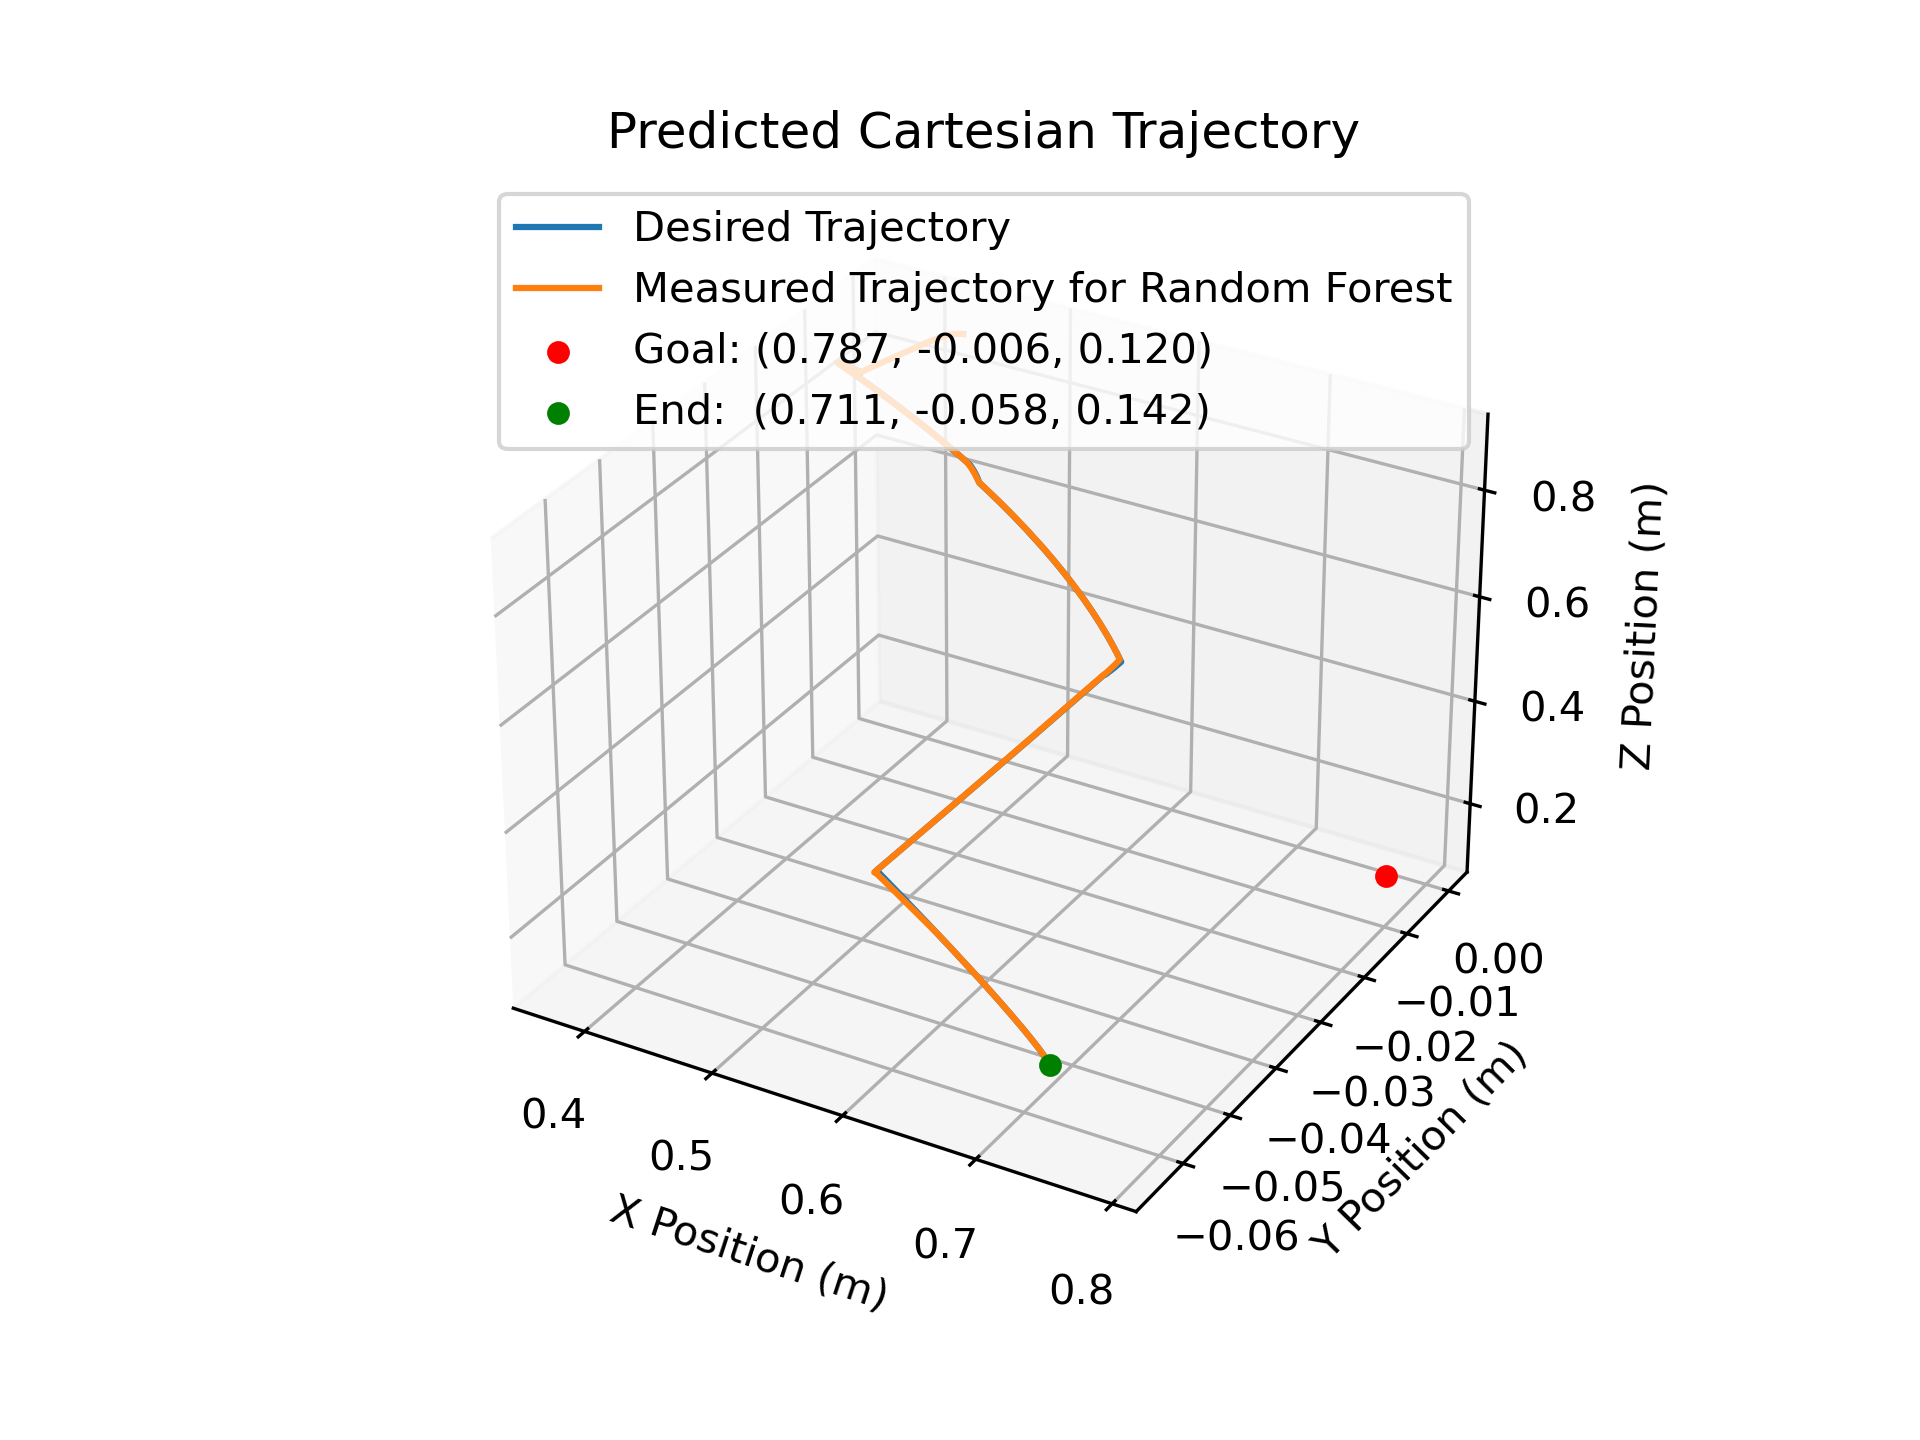 Predicted Cartesian Trajectory
Desired Trajectory
Measured Trajectory for Random Forest
Goal: (0.787, -0.006, 0.120)
End:  (0.711, -0.058, 0.142)
0.8
0.6
0.4
0.2
Z Position (m)
0.00
−0.01
−0.02
−0.03
−0.04
−0.05
−0.06
Y Position (m)
0.4
0.5
0.6
0.7
0.8
X Position (m)